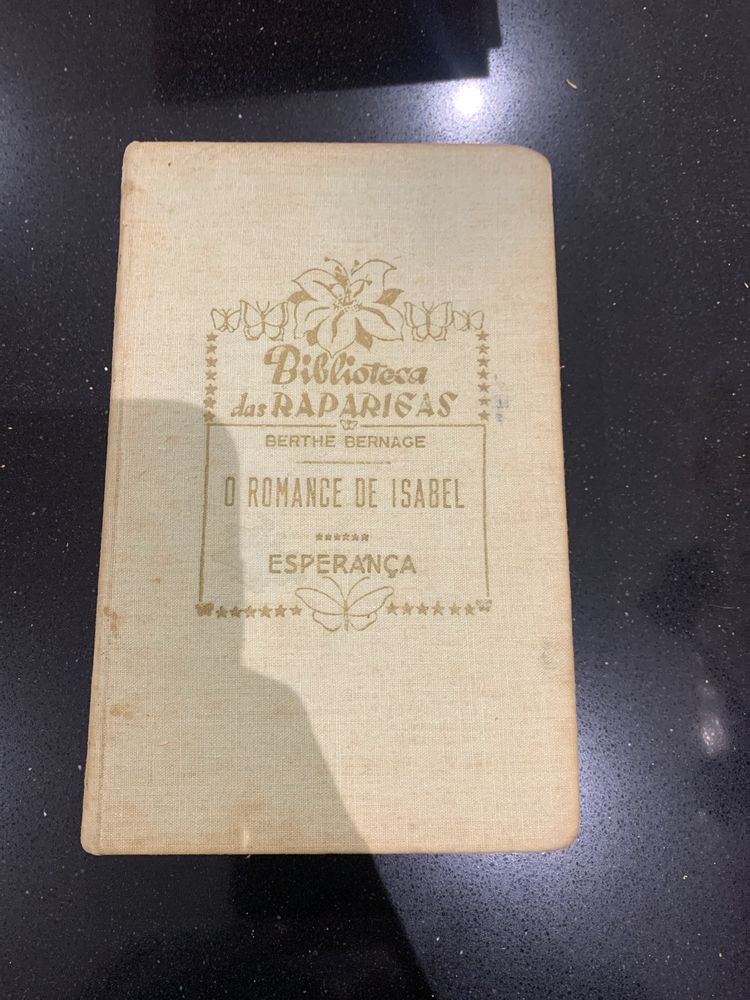 Biblioteca
das RAPARIGAS
BERTHE BERNAGE
O ROMANCE DE ISABEL
ESPERANÇA